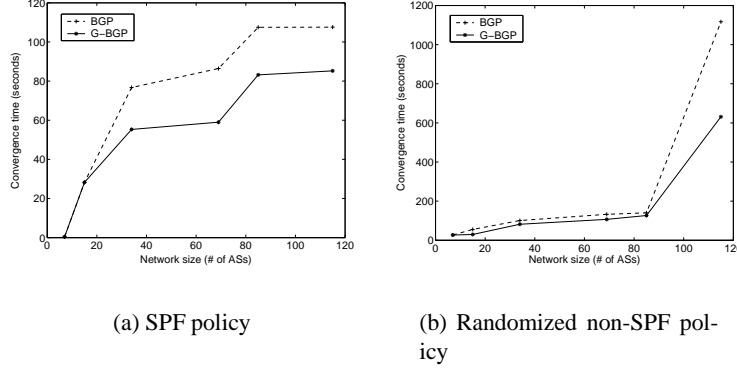 120
100
80
60
40
20
0
Convergence time (seconds)
BGP
G-BGP
0 20 40 60 80 100 120
Network size (# of ASs)
(a) SPF policy
1200
1000
800
600
400
200
0
Convergence time (seconds)
BGP
G-BGP
0 20 40 60 80 100 120
Network size (# of ASs)
(b) Randomized non-SPF pol-
icy